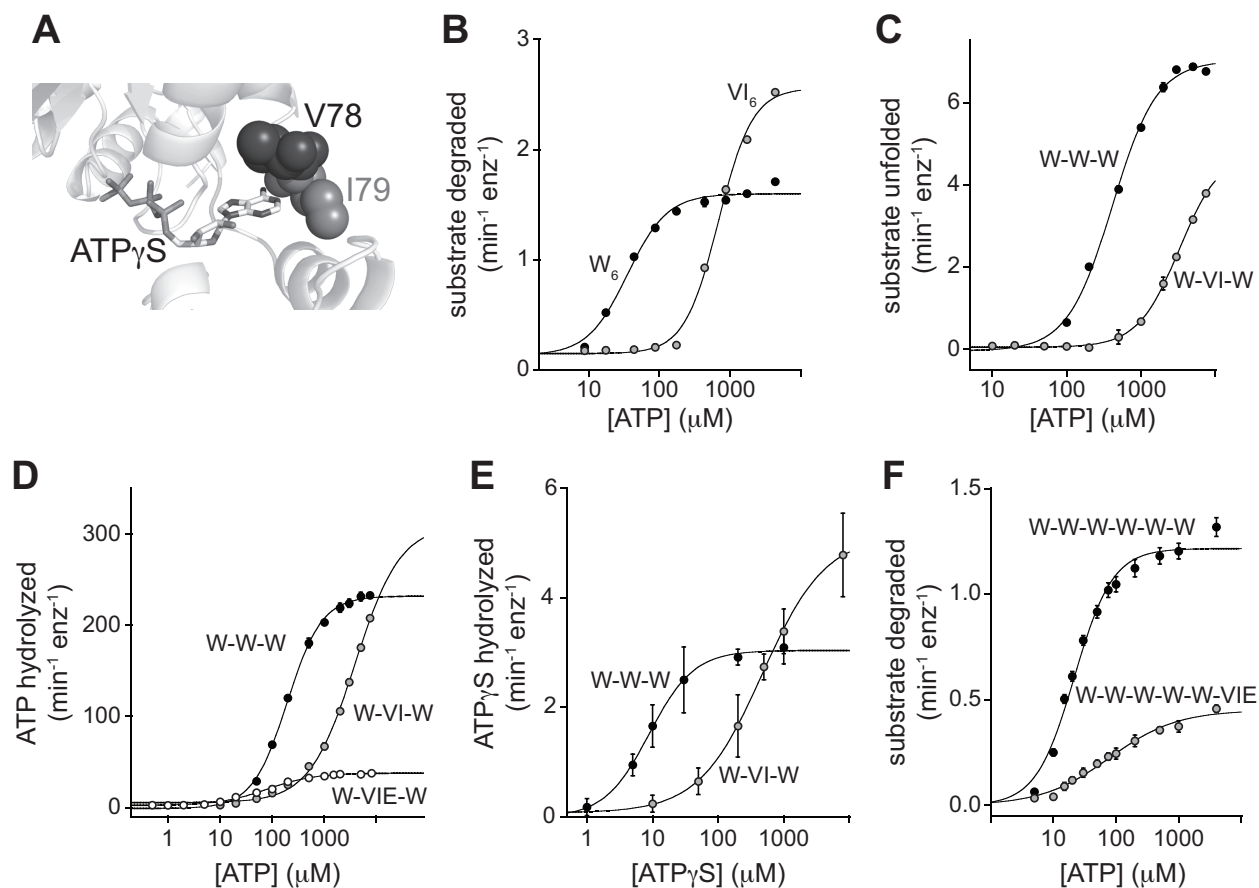 A
V78
I79
ATPγS
B
substrate degraded
(min⁻¹ enz⁻¹)
3
2
1
0
VI₆
W₆
10
100
1000
[ATP] (μM)
C
substrate unfolded
(min⁻¹ enz⁻¹)
6
4
2
0
W-W-W
W-VI-W
10
100
1000
[ATP] (μM)
D
ATP hydrolyzed
(min⁻¹ enz⁻¹)
300
200
100
0
W-W-W
W-VI-W
W-VIE-W
1
10
100
1000
[ATP] (μM)
E
ATPγS hydrolyzed
(min⁻¹ enz⁻¹)
6
4
2
0
W-W-W
W-VI-W
1
10
100
1000
[ATPγS] (μM)
F
substrate degraded
(min⁻¹ enz⁻¹)
1.5
1.0
0.5
0.0
W-W-W-W-W-W
W-W-W-W-W-VIE
10
100
1000
[ATP] (μM)